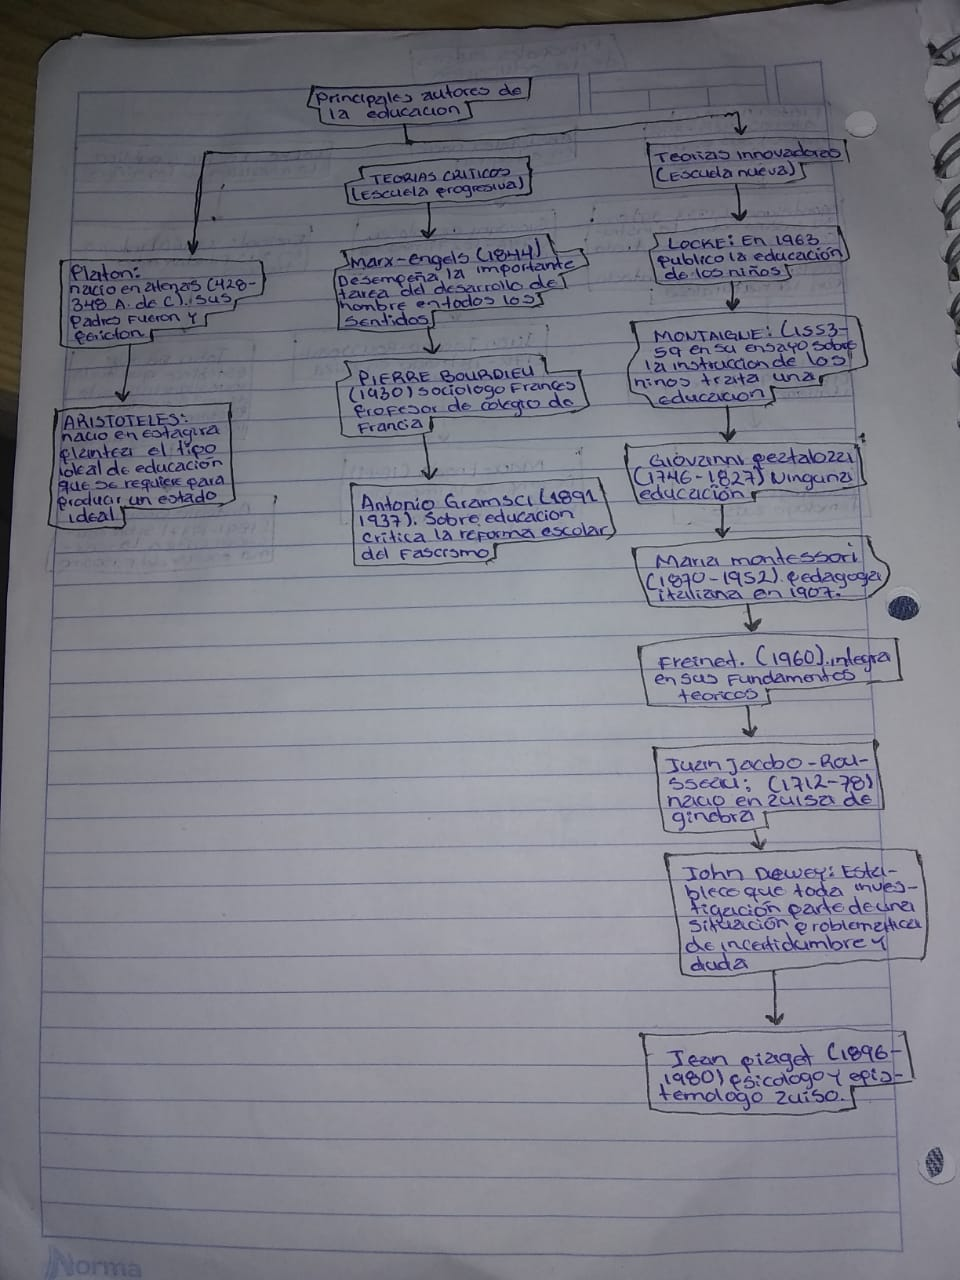 Principales autores de
la educacion
TEORIAS CRITICOS
(Escuela progresiva)
Teorias innovadores
(Escuela nueva)
Platon:
nacio en atenas (428-
348 A. de C). sus
Padres Fueron y
Pericion.
ARISTOTELES:
nacio en estagira
plantea el tipo
ideal de educación
que se requiere para
producir un estado
ideal.
Marx-engels (1844)
Desempeña la importante
tarea del desarrollo de
hombre en todos los
sentidos
PIERRE BOURDIEU
(1930) sociologo Frances
Profesor de colegio de
Francia
Antonio Gramsci (1891
1937). Sobre educacion
critica la reforma escolar
del Fascismo
LOCKE: En 1963
publico la educación
de los niños
MONTAIGNE: (1553-
59 en su ensayo sobre
la instruccion de los
niños trata una
educacion
Giovanni peztalozzi
(1746-1827) Ninguna
educación
Maria montessori
(1870-1952). pedagoga
italiana en 1907.
Freinet. (1960). integra
en sus Fundamentos
teoricos
Juan Jacobo-Rou-
sseau: (1712-78)
nacio en zuisa de
ginebra
John Dewey: Esta-
blece que toda inves-
tigación parte de una
situación problematica
de incertidumbre y
duda
Jean piaget (1896-
1980) psicologo y epis-
temologo zuiso.
Norma